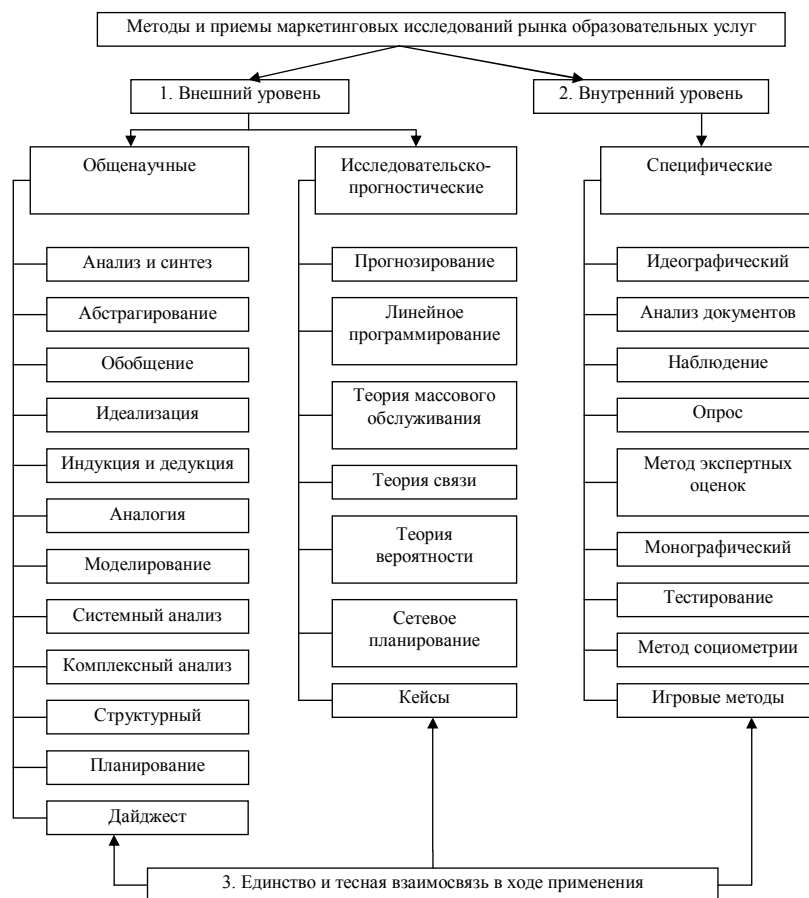 Методы и приемы маркетинговых исследований рынка образовательных услуг
1. Внешний уровень
2. Внутренний уровень
Общенаучные
Исследовательско-
прогностические
Специфические
Анализ и синтез
Абстрагирование
Обобщение
Идеализация
Индукция и дедукция
Аналогия
Моделирование
Системный анализ
Комплексный анализ
Структурный
Планирование
Дайджест
Прогнозирование
Линейное
программирование
Теория массового
обслуживания
Теория связи
Теория
вероятности
Сетевое
планирование
Кейсы
Идеографический
Анализ документов
Наблюдение
Опрос
Метод экспертных
оценок
Монографический
Тестирование
Метод социометрии
Игровые методы
3. Единство и тесная взаимосвязь в ходе применения